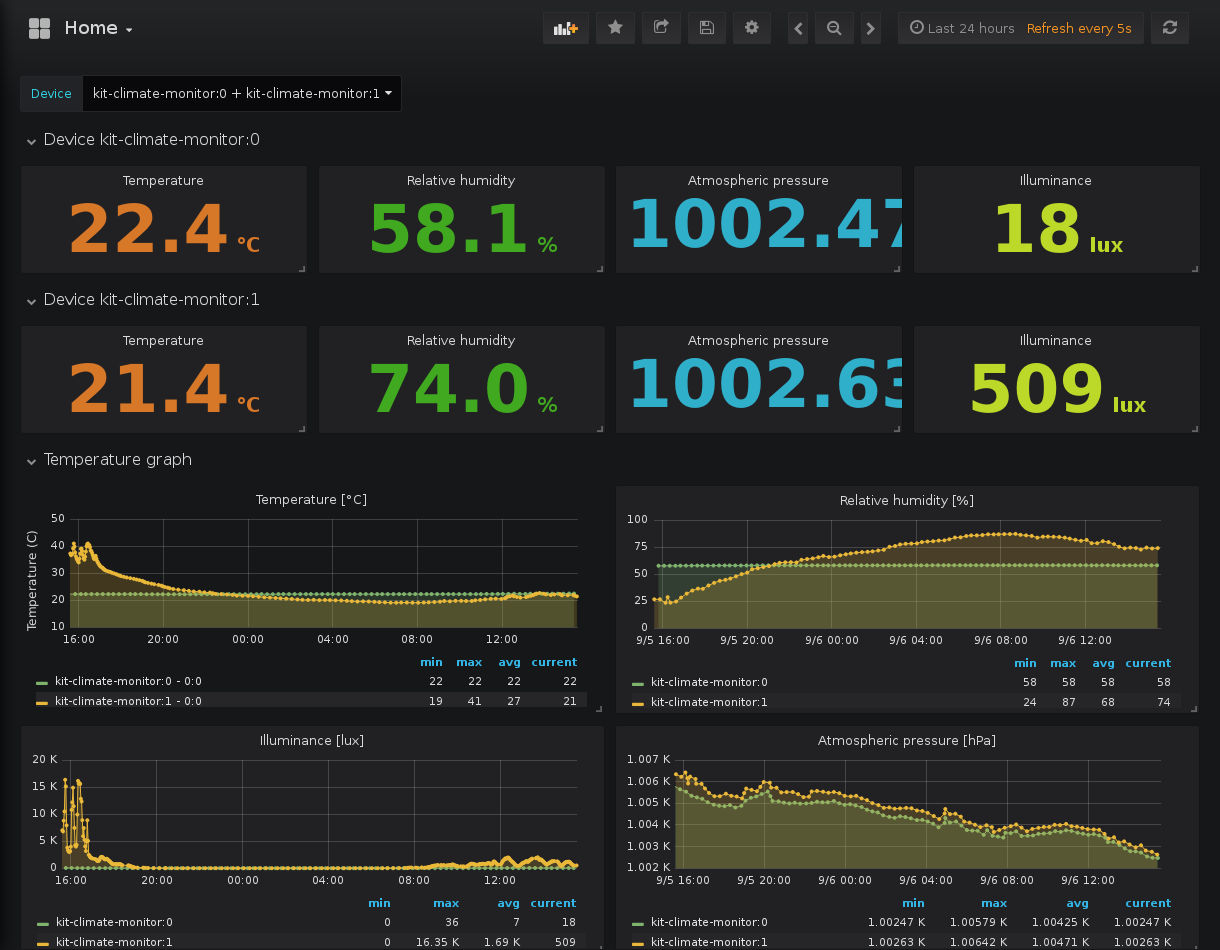 Home
Last 24 hours Refresh every 5s
Device kit-climate-monitor:0 + kit-climate-monitor:1
Device kit-climate-monitor:0
Temperature
22.4 °C
Relative humidity
58.1 %
Atmospheric pressure
1002.47
Illuminance
18 lux
Device kit-climate-monitor:1
Temperature
21.4 °C
Relative humidity
74.0 %
Atmospheric pressure
1002.63
Illuminance
509 lux
Temperature graph
Temperature [°C]
Temperature (C)
50
40
30
20
10
16:00 20:00 00:00 04:00 08:00 12:00
min max avg current
kit-climate-monitor:0 - 0:0 22 22 22 22
kit-climate-monitor:1 - 0:0 19 41 27 21
Relative humidity [%]
100
75
50
25
0
9/5 16:00 9/5 20:00 9/6 00:00 9/6 04:00 9/6 08:00 9/6 12:00
min max avg current
kit-climate-monitor:0 58 58 58 58
kit-climate-monitor:1 24 87 68 74
Illuminance [lux]
20 K
15 K
10 K
5 K
0
16:00 20:00 00:00 04:00 08:00 12:00
min max avg current
kit-climate-monitor:0 0 36 7 18
kit-climate-monitor:1 0 16.35 K 1.69 K 509
Atmospheric pressure [hPa]
1.007 K
1.006 K
1.005 K
1.004 K
1.003 K
1.002 K
9/5 16:00 9/5 20:00 9/6 00:00 9/6 04:00 9/6 08:00 9/6 12:00
min max avg current
kit-climate-monitor:0 1.00247 K 1.00579 K 1.00425 K 1.00247 K
kit-climate-monitor:1 1.00263 K 1.00642 K 1.00471 K 1.00263 K